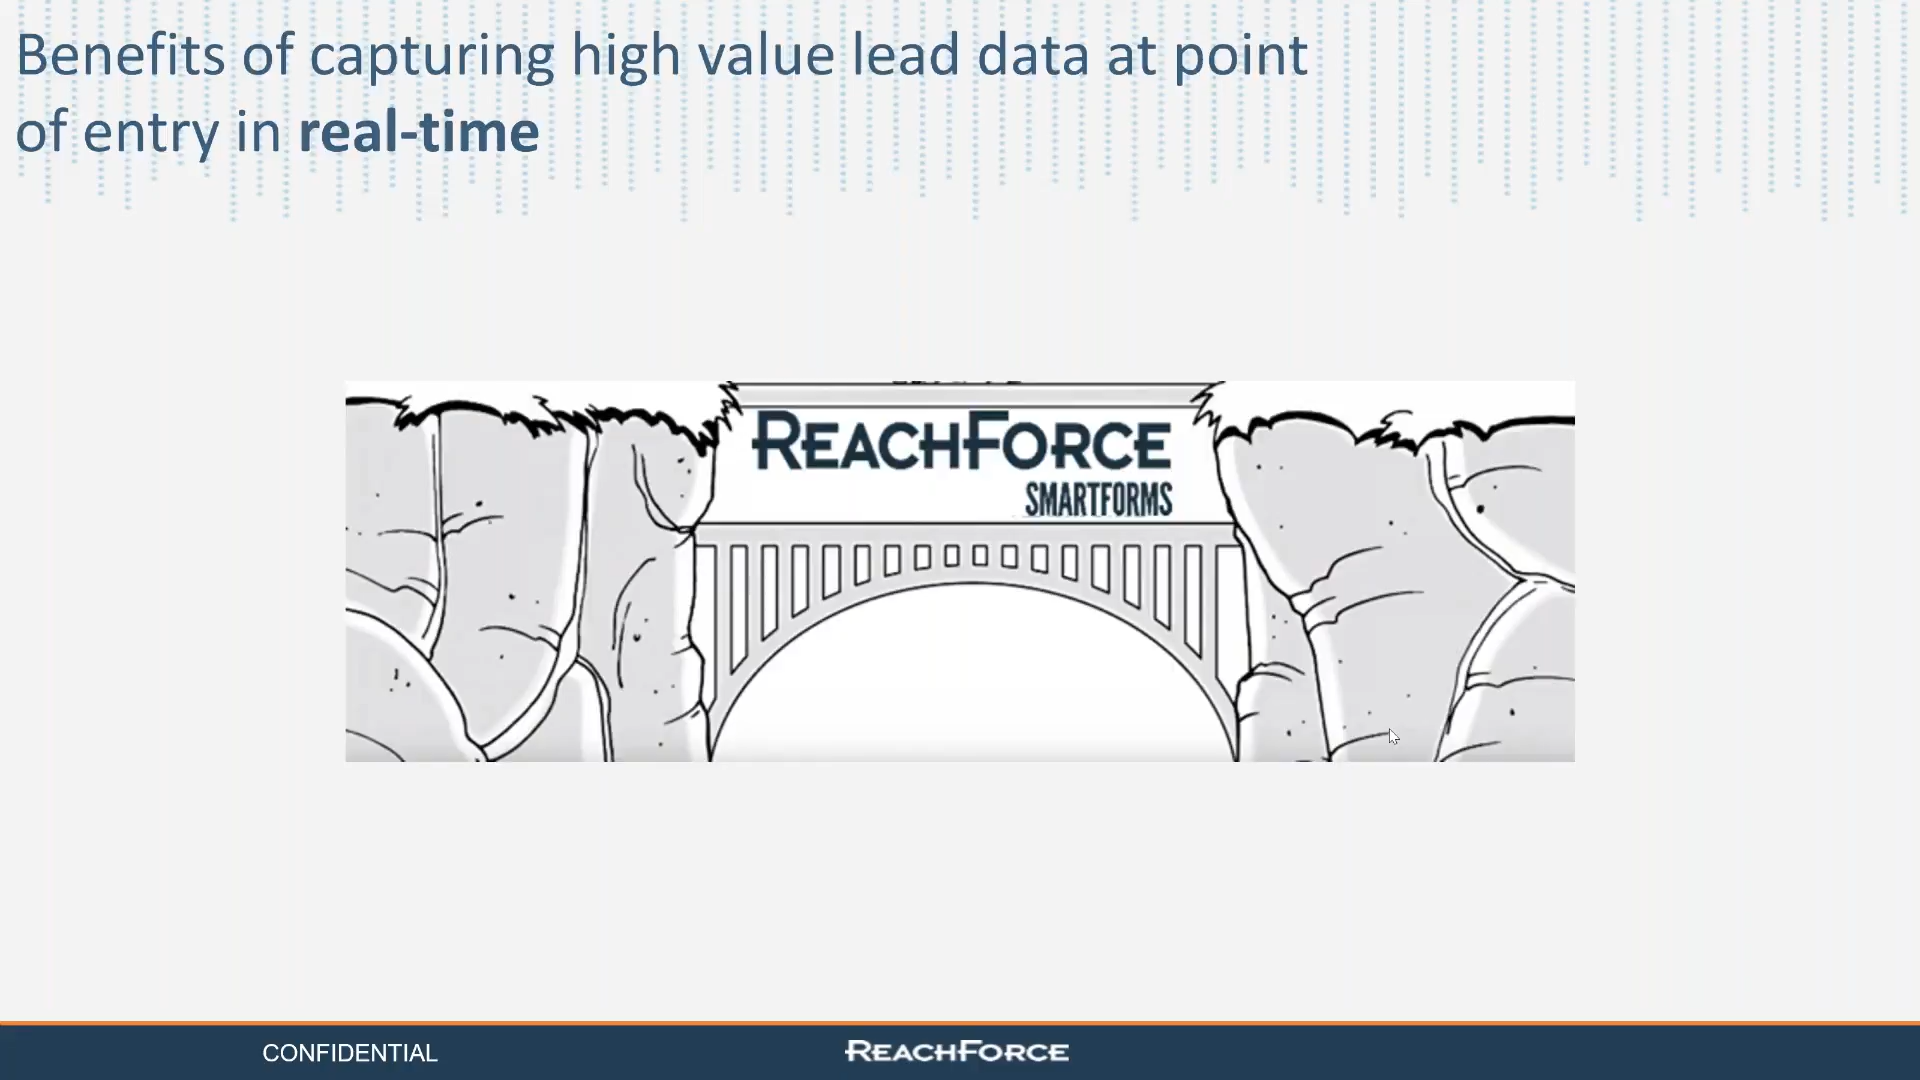 Benefits of capturing high value lead data at point
of entry in real-time
REACHFORCE
SMARTFORMS
CONFIDENTIAL
REACHFORCE